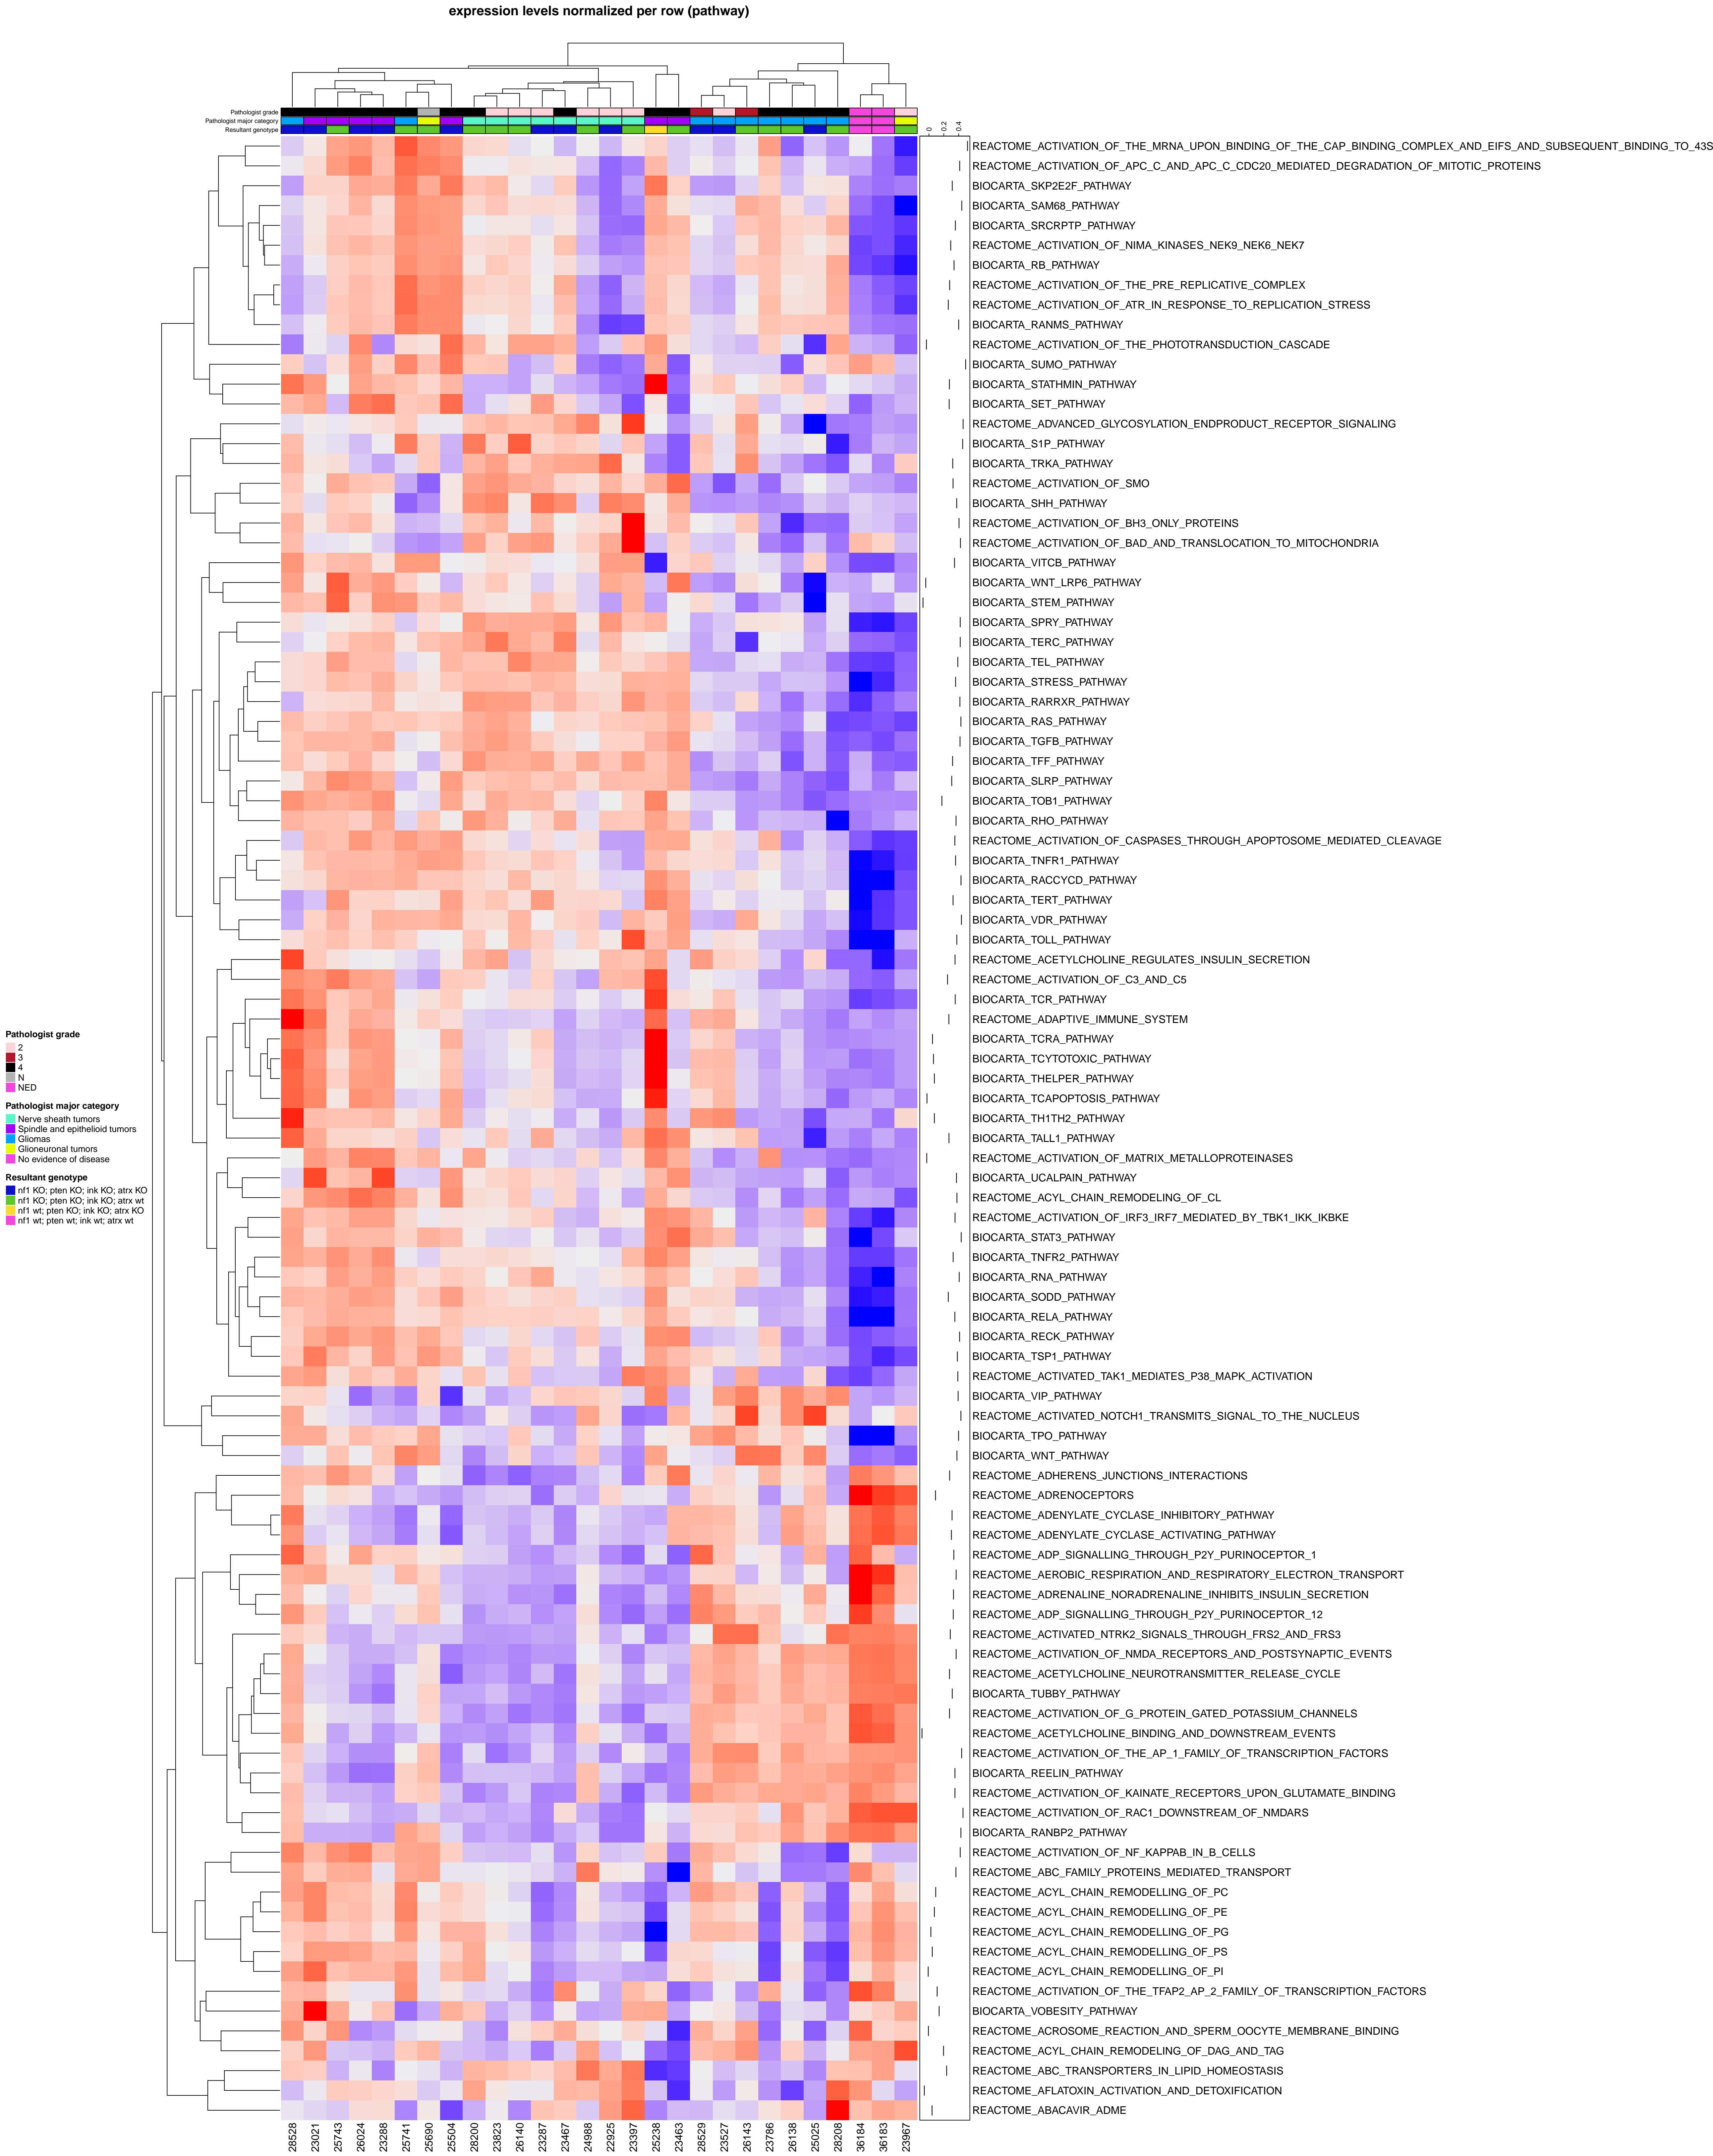 expression levels normalized per row (pathway)
Pathologist grade
Pathologist major category
Resultant genotype
0
0.2
0.4
REACTOME_ACTIVATION_OF_THE_MRNA_UPON_BINDING_OF_THE_CAP_BINDING_COMPLEX_AND_EIFS_AND_SUBSEQUENT_BINDING_TO_43S
REACTOME_ACTIVATION_OF_APC_C_AND_APC_C_CDC20_MEDIATED_DEGRADATION_OF_MITOTIC_PROTEINS
BIOCARTA_SKP2E2F_PATHWAY
BIOCARTA_SAM68_PATHWAY
BIOCARTA_SRCRPTP_PATHWAY
REACTOME_ACTIVATION_OF_NIMA_KINASES_NEK9_NEK6_NEK7
BIOCARTA_RB_PATHWAY
REACTOME_ACTIVATION_OF_THE_PRE_REPLICATIVE_COMPLEX
REACTOME_ACTIVATION_OF_ATR_IN_RESPONSE_TO_REPLICATION_STRESS
BIOCARTA_RANMS_PATHWAY
REACTOME_ACTIVATION_OF_THE_PHOTOTRANSDUCTION_CASCADE
BIOCARTA_SUMO_PATHWAY
BIOCARTA_STATHMIN_PATHWAY
BIOCARTA_SET_PATHWAY
REACTOME_ADVANCED_GLYCOSYLATION_ENDPRODUCT_RECEPTOR_SIGNALING
BIOCARTA_S1P_PATHWAY
BIOCARTA_TRKA_PATHWAY
REACTOME_ACTIVATION_OF_SMO
BIOCARTA_SHH_PATHWAY
REACTOME_ACTIVATION_OF_BH3_ONLY_PROTEINS
REACTOME_ACTIVATION_OF_BAD_AND_TRANSLOCATION_TO_MITOCHONDRIA
BIOCARTA_VITCB_PATHWAY
BIOCARTA_WNT_LRP6_PATHWAY
BIOCARTA_STEM_PATHWAY
BIOCARTA_SPRY_PATHWAY
BIOCARTA_TERC_PATHWAY
BIOCARTA_TEL_PATHWAY
BIOCARTA_STRESS_PATHWAY
BIOCARTA_RARRXR_PATHWAY
BIOCARTA_RAS_PATHWAY
BIOCARTA_TGFB_PATHWAY
BIOCARTA_TFF_PATHWAY
BIOCARTA_SLRP_PATHWAY
BIOCARTA_TOB1_PATHWAY
BIOCARTA_RHO_PATHWAY
REACTOME_ACTIVATION_OF_CASPASES_THROUGH_APOPTOSOME_MEDIATED_CLEAVAGE
BIOCARTA_TNFR1_PATHWAY
BIOCARTA_RACCYCD_PATHWAY
BIOCARTA_TERT_PATHWAY
BIOCARTA_VDR_PATHWAY
BIOCARTA_TOLL_PATHWAY
REACTOME_ACETYLCHOLINE_REGULATES_INSULIN_SECRETION
REACTOME_ACTIVATION_OF_C3_AND_C5
BIOCARTA_TCR_PATHWAY
REACTOME_ADAPTIVE_IMMUNE_SYSTEM
BIOCARTA_TCRA_PATHWAY
BIOCARTA_TCYTOTOXIC_PATHWAY
BIOCARTA_THELPER_PATHWAY
BIOCARTA_TCAPOPTOSIS_PATHWAY
BIOCARTA_TH1TH2_PATHWAY
BIOCARTA_TALL1_PATHWAY
REACTOME_ACTIVATION_OF_MATRIX_METALLOPROTEINASES
BIOCARTA_UCALPAIN_PATHWAY
REACTOME_ACYL_CHAIN_REMODELING_OF_CL
REACTOME_ACTIVATION_OF_IRF3_IRF7_MEDIATED_BY_TBK1_IKK_IKBKE
BIOCARTA_STAT3_PATHWAY
BIOCARTA_TNFR2_PATHWAY
BIOCARTA_RNA_PATHWAY
BIOCARTA_SODD_PATHWAY
BIOCARTA_RELA_PATHWAY
BIOCARTA_RECK_PATHWAY
BIOCARTA_TSP1_PATHWAY
REACTOME_ACTIVATED_TAK1_MEDIATES_P38_MAPK_ACTIVATION
BIOCARTA_VIP_PATHWAY
REACTOME_ACTIVATED_NOTCH1_TRANSMITS_SIGNAL_TO_THE_NUCLEUS
BIOCARTA_TPO_PATHWAY
BIOCARTA_WNT_PATHWAY
REACTOME_ADHERENS_JUNCTIONS_INTERACTIONS
REACTOME_ADRENOCEPTORS
REACTOME_ADENYLATE_CYCLASE_INHIBITORY_PATHWAY
REACTOME_ADENYLATE_CYCLASE_ACTIVATING_PATHWAY
REACTOME_ADP_SIGNALLING_THROUGH_P2Y_PURINOCEPTOR_1
REACTOME_AEROBIC_RESPIRATION_AND_RESPIRATORY_ELECTRON_TRANSPORT
REACTOME_ADRENALINE_NORADRENALINE_INHIBITS_INSULIN_SECRETION
REACTOME_ADP_SIGNALLING_THROUGH_P2Y_PURINOCEPTOR_12
REACTOME_ACTIVATED_NTRK2_SIGNALS_THROUGH_FRS2_AND_FRS3
REACTOME_ACTIVATION_OF_NMDA_RECEPTORS_AND_POSTSYNAPTIC_EVENTS
REACTOME_ACETYLCHOLINE_NEUROTRANSMITTER_RELEASE_CYCLE
BIOCARTA_TUBBY_PATHWAY
REACTOME_ACTIVATION_OF_G_PROTEIN_GATED_POTASSIUM_CHANNELS
REACTOME_ACETYLCHOLINE_BINDING_AND_DOWNSTREAM_EVENTS
REACTOME_ACTIVATION_OF_THE_AP_1_FAMILY_OF_TRANSCRIPTION_FACTORS
BIOCARTA_REELIN_PATHWAY
REACTOME_ACTIVATION_OF_KAINATE_RECEPTORS_UPON_GLUTAMATE_BINDING
REACTOME_ACTIVATION_OF_RAC1_DOWNSTREAM_OF_NMDARS
BIOCARTA_RANBP2_PATHWAY
REACTOME_ACTIVATION_OF_NF_KAPPAB_IN_B_CELLS
REACTOME_ABC_FAMILY_PROTEINS_MEDIATED_TRANSPORT
REACTOME_ACYL_CHAIN_REMODELLING_OF_PC
REACTOME_ACYL_CHAIN_REMODELLING_OF_PE
REACTOME_ACYL_CHAIN_REMODELLING_OF_PG
REACTOME_ACYL_CHAIN_REMODELLING_OF_PS
REACTOME_ACYL_CHAIN_REMODELLING_OF_PI
REACTOME_ACTIVATION_OF_THE_TFAP2_AP_2_FAMILY_OF_TRANSCRIPTION_FACTORS
BIOCARTA_VOBESITY_PATHWAY
REACTOME_ACROSOME_REACTION_AND_SPERM_OOCYTE_MEMBRANE_BINDING
REACTOME_ACYL_CHAIN_REMODELING_OF_DAG_AND_TAG
REACTOME_ABC_TRANSPORTERS_IN_LIPID_HOMEOSTASIS
REACTOME_AFLATOXIN_ACTIVATION_AND_DETOXIFICATION
REACTOME_ABACAVIR_ADME
Pathologist grade
2
3
4
N
NED
Pathologist major category
Nerve sheath tumors
Spindle and epithelioid tumors
Gliomas
Glioneuronal tumors
No evidence of disease
Resultant genotype
nf1 KO; pten KO; ink KO; atrx KO
nf1 KO; pten KO; ink KO; atrx wt
nf1 wt; pten KO; ink KO; atrx KO
nf1 wt; pten wt; ink wt; atrx wt
28528
23021
25743
26024
23288
25741
25690
25504
28200
23823
26140
23287
23467
24988
22925
23397
25238
23463
28529
23527
26143
23786
26138
25025
28208
36184
36183
23967